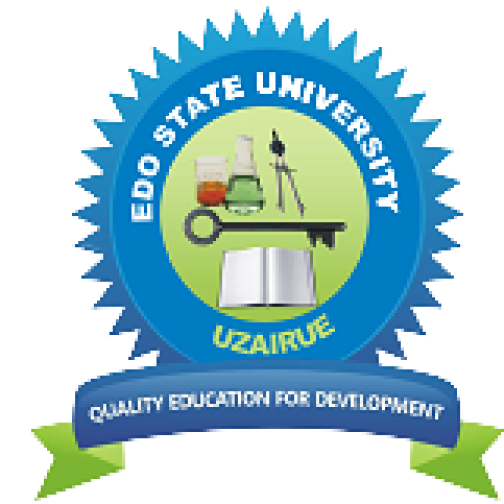 EDO STATE UNIVERSITY
UZAIRUE
QUALITY EDUCATION FOR DEVELOPMENT